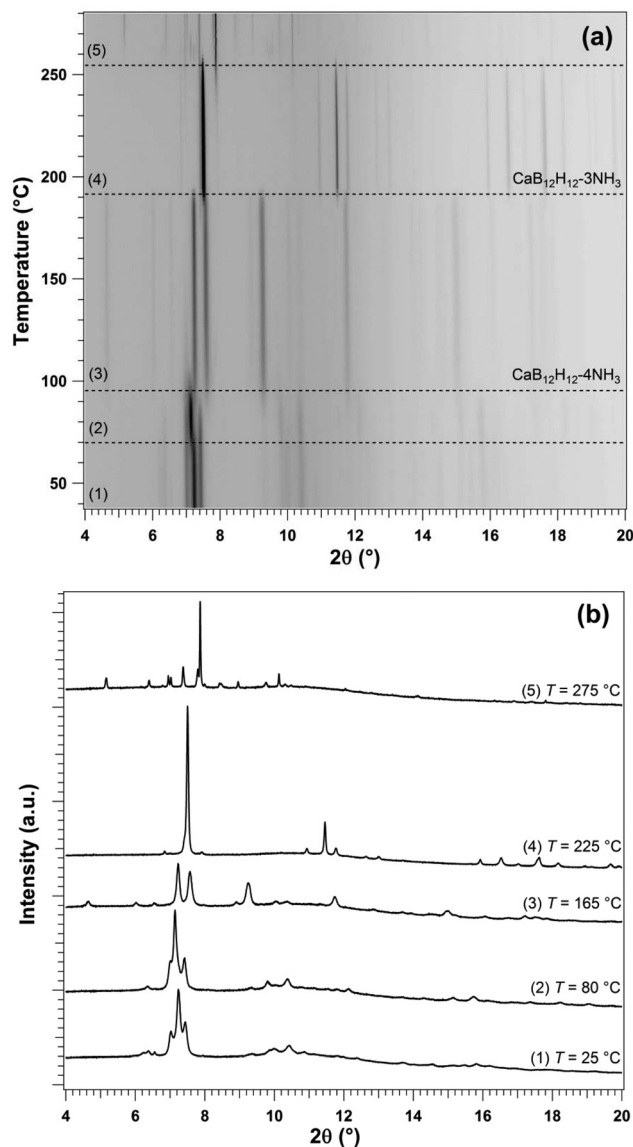 (a)
(5)
250
200
(4)
CaB₁₂H₁₂-3NH₃
Temperature (°C)
150
100
(3)
CaB₁₂H₁₂-4NH₃
(2)
50
(1)
4 6 8 10 12 14 16 18 20
2θ (°)
(b)
(5) T = 275 °C
Intensity (a.u.)
(4) T = 225 °C
(3) T = 165 °C
(2) T = 80 °C
(1) T = 25 °C
4 6 8 10 12 14 16 18 20
2θ (°)